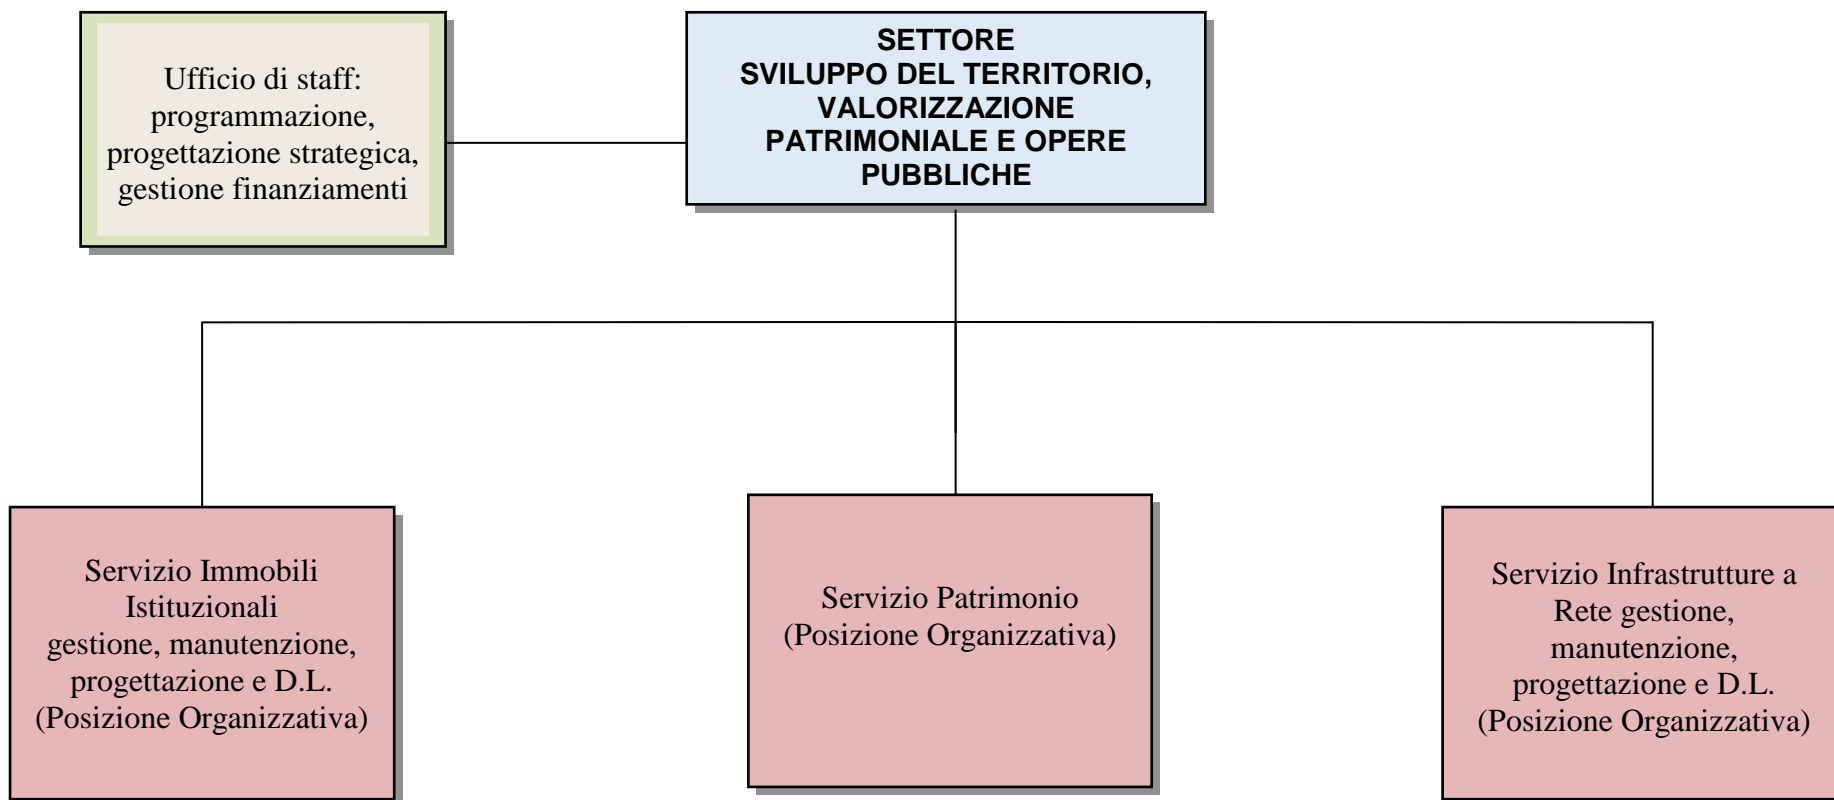 Ufficio di staff:
programmazione,
progettazione strategica,
gestione finanziamenti
SETTORE
SVILUPPO DEL TERRITORIO,
VALORIZZAZIONE
PATRIMONIALE E OPERE
PUBBLICHE
Servizio Immobili
Istituzionali
gestione, manutenzione,
progettazione e D.L.
(Posizione Organizzativa)
Servizio Patrimonio
(Posizione Organizzativa)
Servizio Infrastrutture a
Rete gestione,
manutenzione,
progettazione e D.L.
(Posizione Organizzativa)